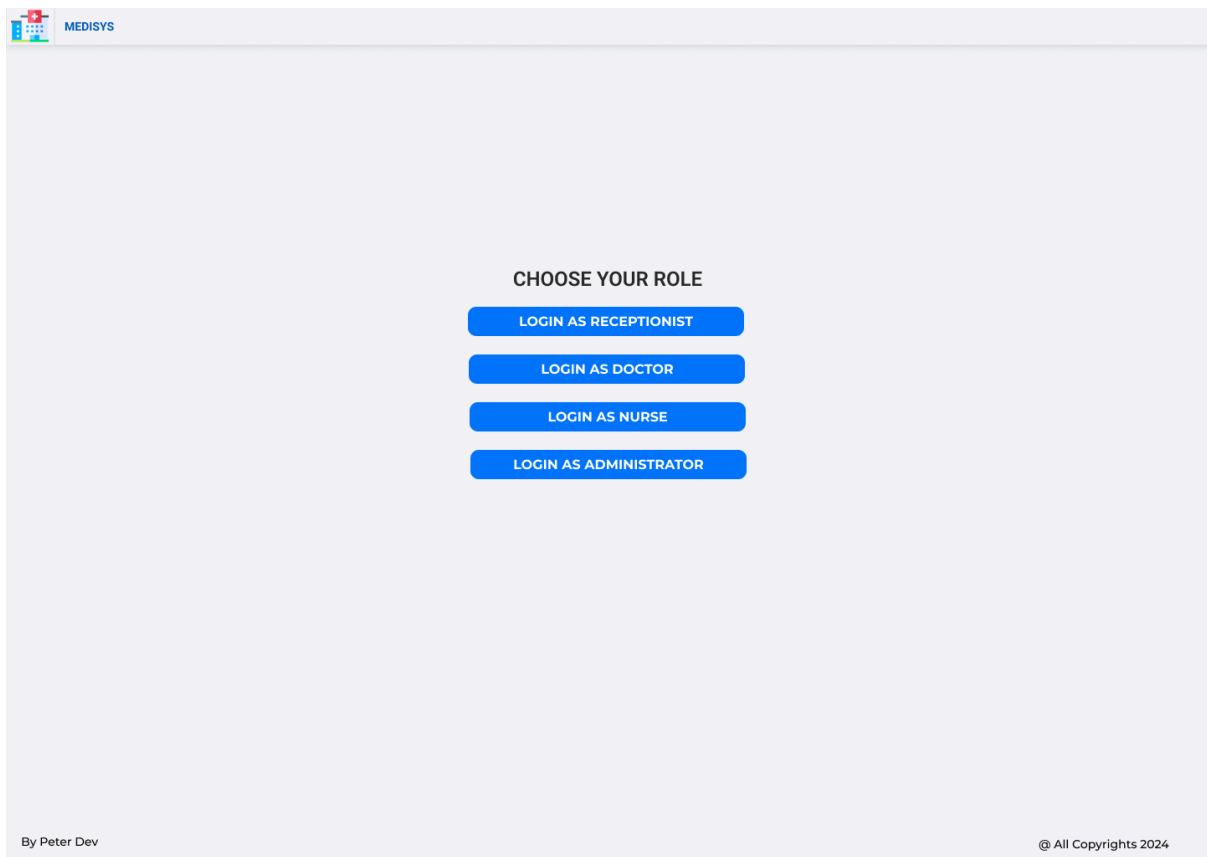 MEDISYS
CHOOSE YOUR ROLE
LOGIN AS RECEPTIONIST
LOGIN AS DOCTOR
LOGIN AS NURSE
LOGIN AS ADMINISTRATOR
By Peter Dev
@ All Copyrights 2024